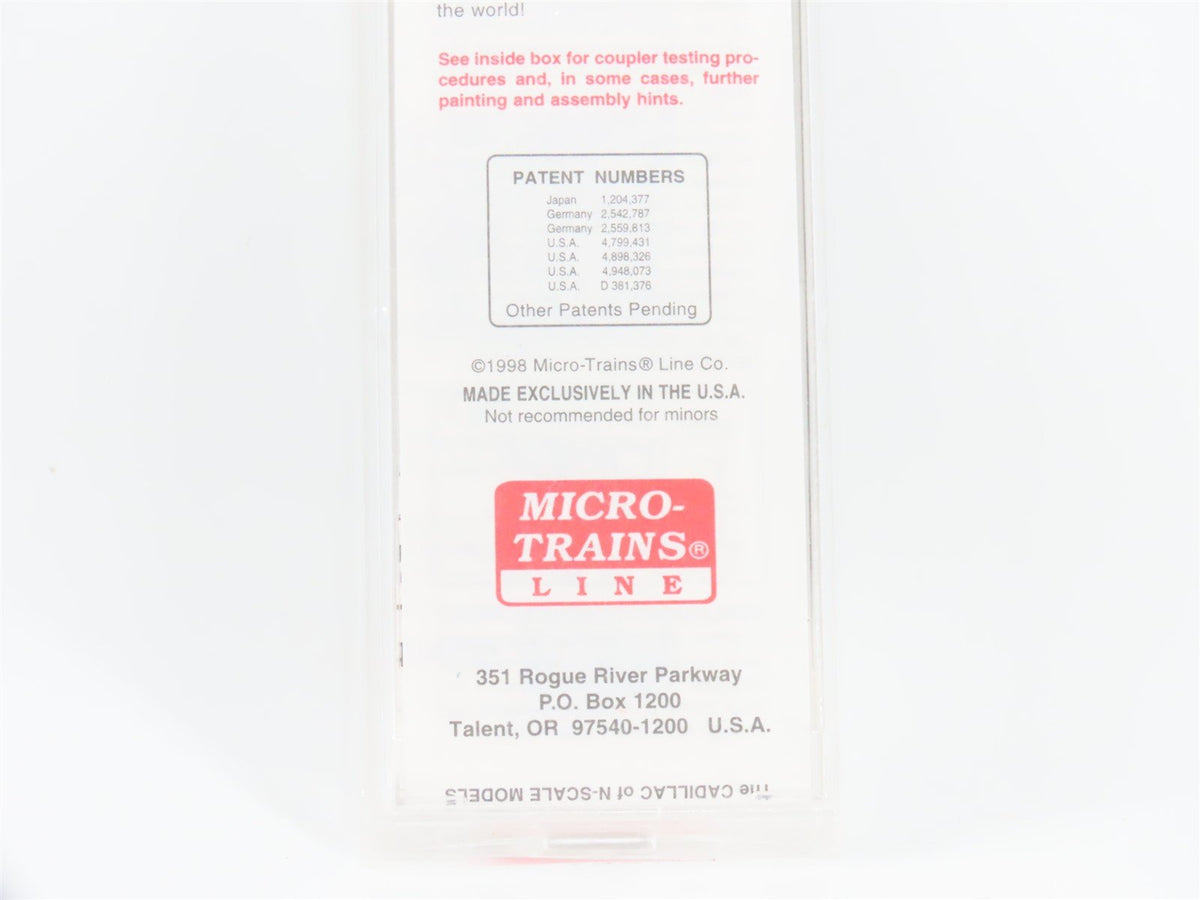 the world!
See inside box for coupler testing pro-
cedures and, in some cases, further
painting and assembly hints.
PATENT NUMBERS
Japan 1,204,377
Germany 2,542,787
Germany 2,559,813
U.S.A. 4,799,431
U.S.A. 4,898,326
U.S.A. 4,948,073
U.S.A. D 381,376
Other Patents Pending
©1998 Micro-Trains® Line Co.
MADE EXCLUSIVELY IN THE U.S.A.
Not recommended for minors
MICRO-
TRAINS®
LINE
351 Rogue River Parkway
P.O. Box 1200
Talent, OR 97540-1200 U.S.A.
The CADILLAC of N-SCALE MODELS